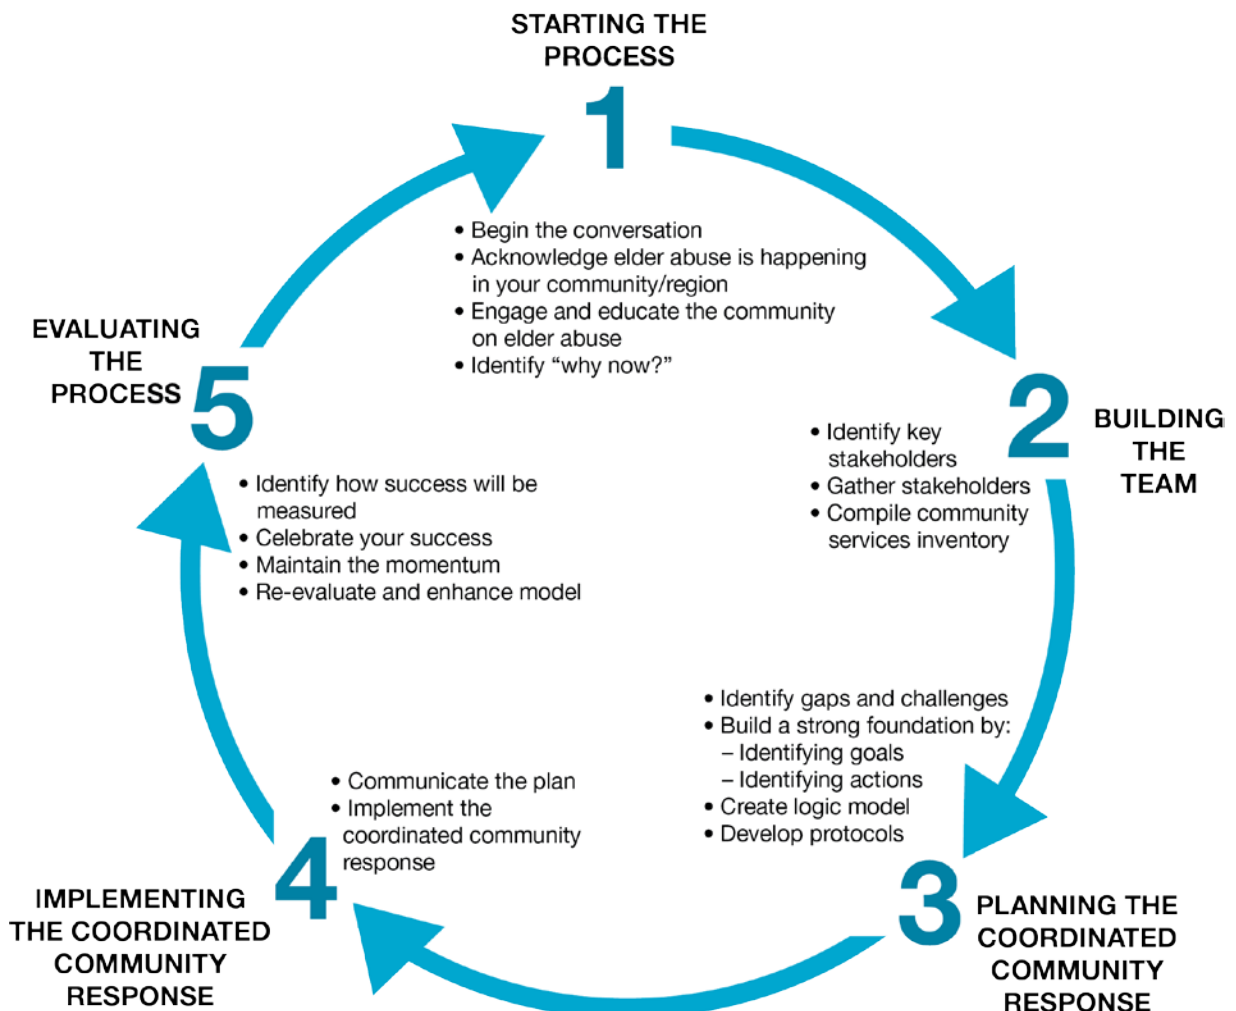 STARTING THE
PROCESS
1
• Begin the conversation
• Acknowledge elder abuse is happening
in your community/region
• Engage and educate the community
on elder abuse
• Identify “why now?”
2
BUILDING
THE
TEAM
• Identify key
stakeholders
• Gather stakeholders
• Compile community
services inventory
3
PLANNING THE
COORDINATED
COMMUNITY
RESPONSE
• Identify gaps and challenges
• Build a strong foundation by:
– Identifying goals
– Identifying actions
• Create logic model
• Develop protocols
4
IMPLEMENTING
THE COORDINATED
COMMUNITY
RESPONSE
• Communicate the plan
• Implement the
coordinated community
response
EVALUATING
THE
PROCESS
5
• Identify how success will be
measured
• Celebrate your success
• Maintain the momentum
• Re-evaluate and enhance model